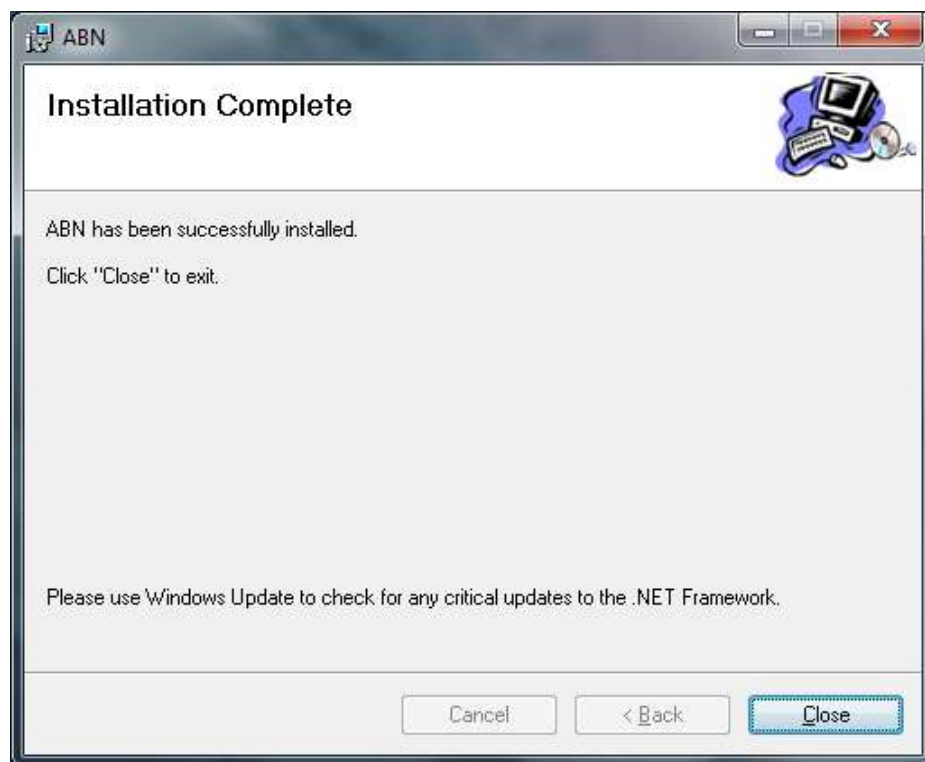 ABN
Installation Complete
ABN has been successfully installed.
Click "Close" to exit.
Please use Windows Update to check for any critical updates to the .NET Framework.
Cancel
< Back
Close